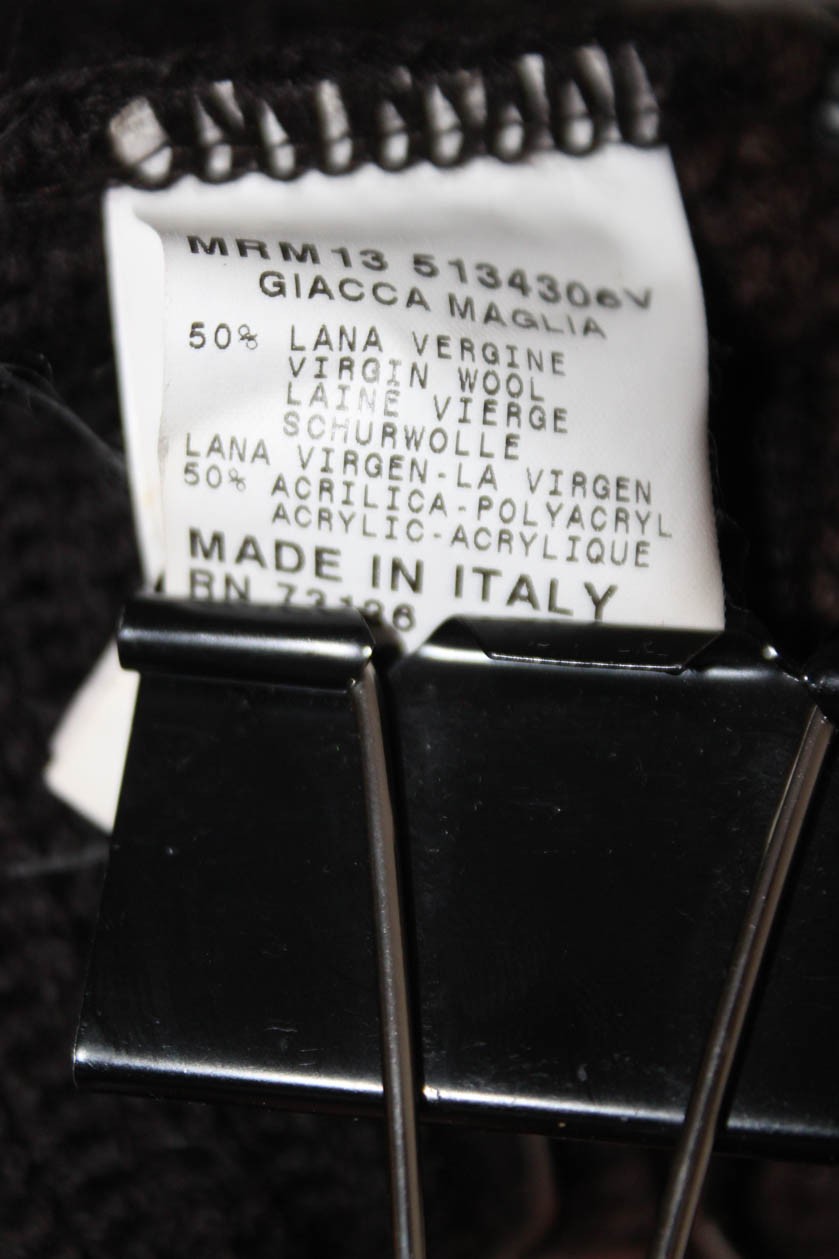 MRM13 5134306V
GIACCA MAGLIA
50% LANA VERGINE
VIRGIN WOOL
LAINE VIERGE
SCHURWOLLE
LANA VIRGEN-LA VIRGEN
50% ACRILICA-POLYACRYL
ACRYLIC-ACRYLIQUE
MADE IN ITALY
RN